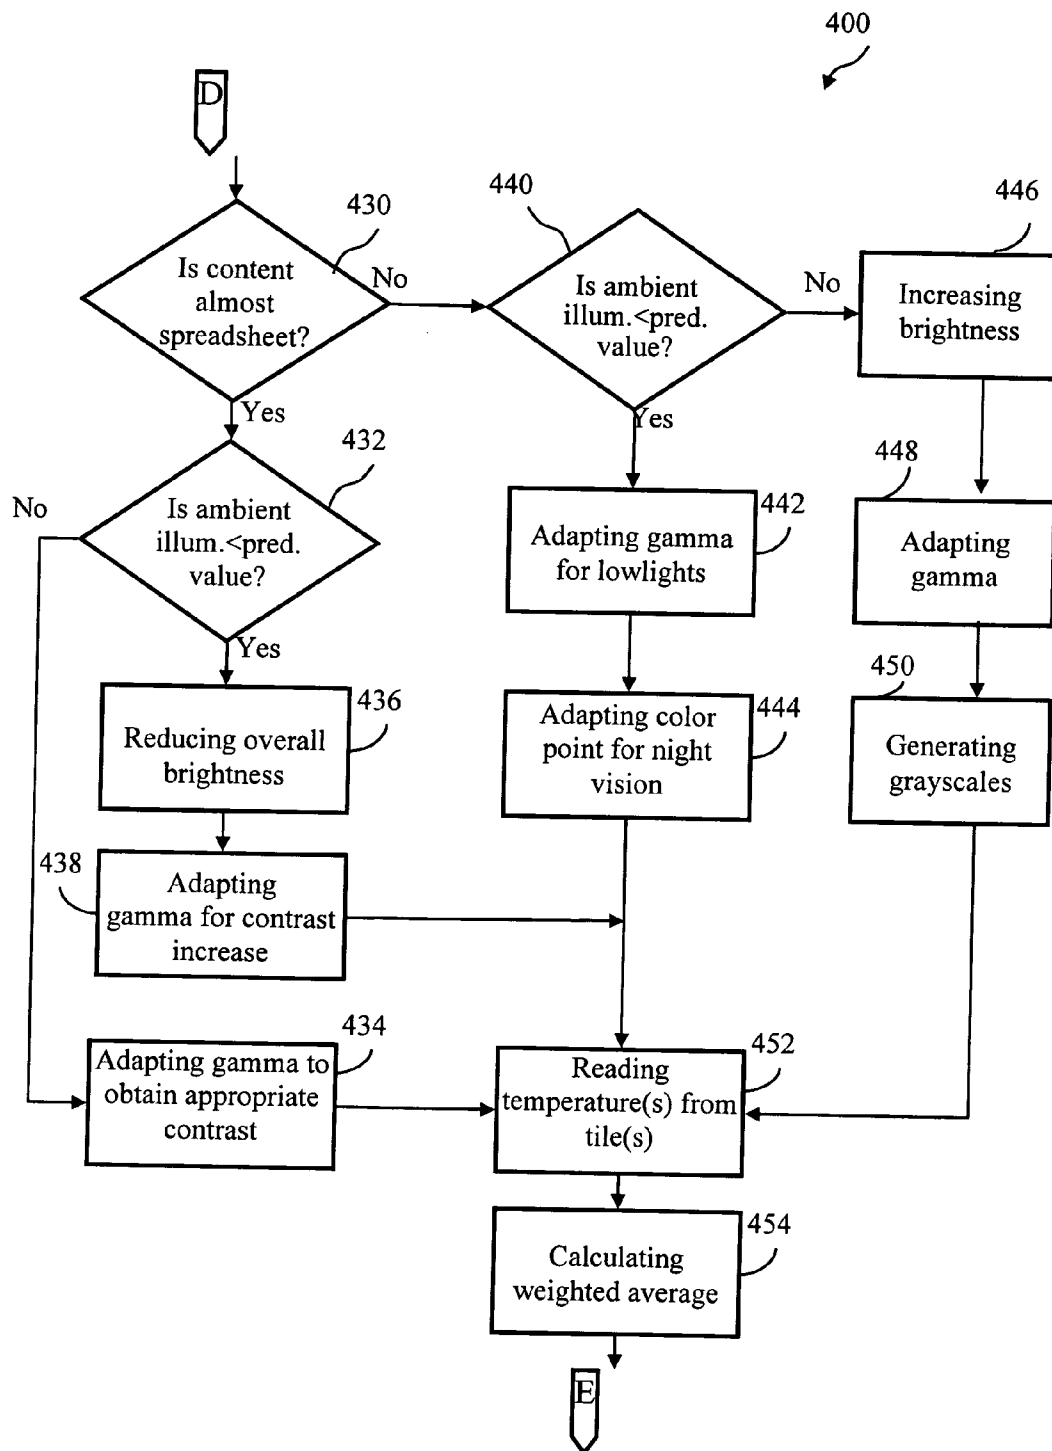 400
D
430
Is content
almost
spreadsheet?
No
Yes
440
Is ambient
illum.<pred.
value?
No
Yes
446
Increasing
brightness
432
Is ambient
illum.<pred.
value?
No
Yes
442
Adapting gamma
for lowlights
448
Adapting
gamma
436
Reducing overall
brightness
444
Adapting color
point for night
vision
450
Generating
grayscales
438
Adapting
gamma for contrast
increase
434
Adapting gamma to
obtain appropriate
contrast
452
Reading
temperature(s) from
tile(s)
454
Calculating
weighted average
E